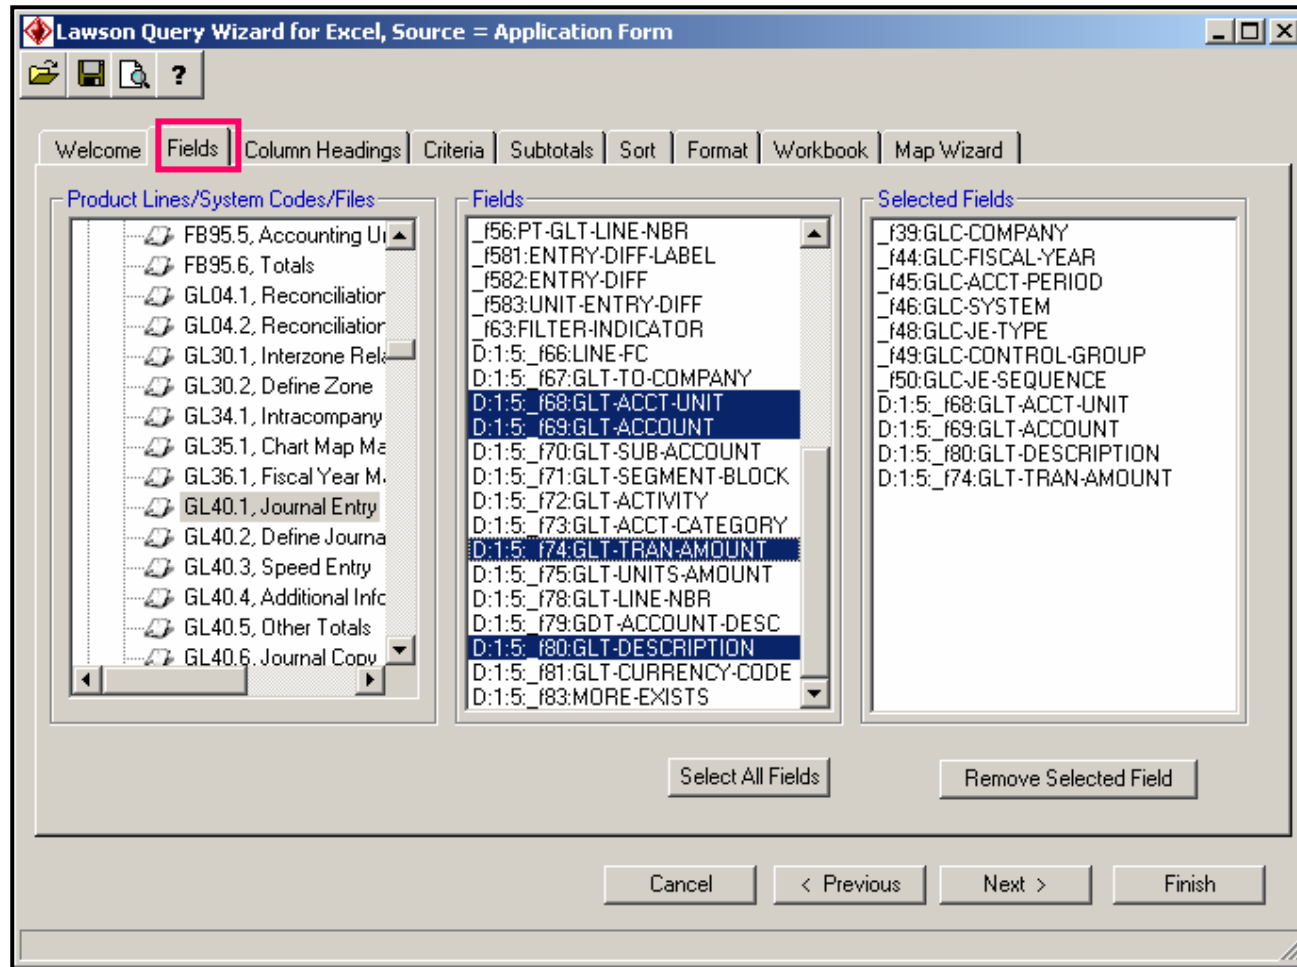 Lawson Query Wizard for Excel, Source = Application Form
?
Welcome Fields Column Headings Criteria Subtotals Sort Format Workbook Map Wizard
Product Lines/System Codes/Files
FB95.5, Accounting
FB95.6, Totals
GL04.1, Reconciliation
GL04.2, Reconciliation
GL30.1, Interzone Rela
GL30.2, Define Zone
GL34.1, Intracompany
GL35.1, Chart Map Ma
GL36.1, Fiscal Year M
GL40.1, Journal Entry
GL40.2, Define Journa
GL40.3, Speed Entry
GL40.4, Additional Info
GL40.5, Other Totals
GL40.6, Journal Copy
Fields
_f56:PT-GLT-LINE-NBR
_f581:ENTRY-DIFF-LABEL
_f582:ENTRY-DIFF
_f583:UNIT-ENTRY-DIFF
_f63:FILTER-INDICATOR
D:1:5:_f66:LINE-FC
D:1:5:_f67:GLT-TO-COMPANY
D:1:5:_f68:GLT-ACCT-UNIT
D:1:5:_f69:GLT-ACCOUNT
D:1:5:_f70:GLT-SUB-ACCOUNT
D:1:5:_f71:GLT-SEGMENT-BLOCK
D:1:5:_f72:GLT-ACTIVITY
D:1:5:_f73:GLT-ACCT-CATEGORY
D:1:5:_f74:GLT-TRAN-AMOUNT
D:1:5:_f75:GLT-UNITS-AMOUNT
D:1:5:_f78:GLT-LINE-NBR
D:1:5:_f79:GDT-ACCOUNT-DESC
D:1:5:_f80:GLT-DESCRIPTION
D:1:5:_f81:GLT-CURRENCY-CODE
D:1:5:_f83:MORE-EXISTS
Selected Fields
_f39:GLC-COMPANY
_f44:GLC-FISCAL-YEAR
_f45:GLC-ACCT-PERIOD
_f46:GLC-SYSTEM
_f48:GLC-JE-TYPE
_f49:GLC-CONTROL-GROUP
_f50:GLC-JE-SEQUENCE
D:1:5:_f68:GLT-ACCT-UNIT
D:1:5:_f69:GLT-ACCOUNT
D:1:5:_f80:GLT-DESCRIPTION
D:1:5:_f74:GLT-TRAN-AMOUNT
Select All Fields
Remove Selected Field
Cancel
< Previous
Next >
Finish